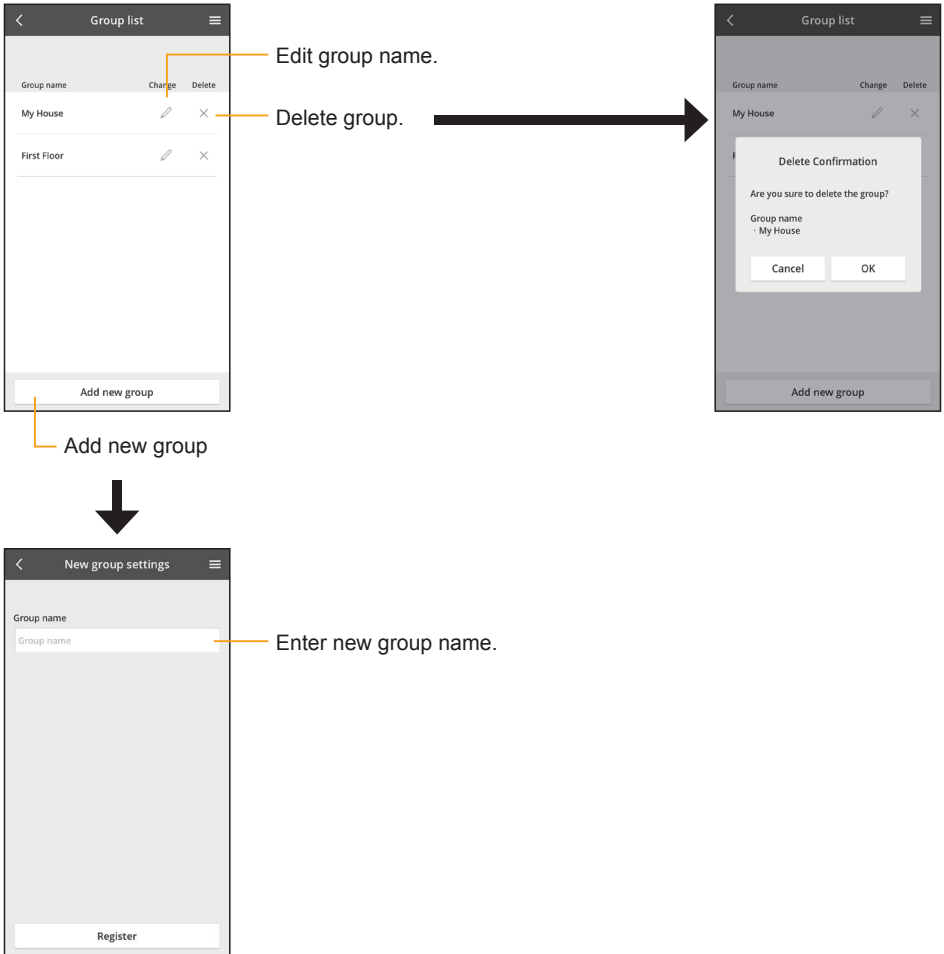 Group list
Group name Change Delete
My House
First Floor
Add new group
Edit group name.
Delete group.
Group list
Group name Change Delete
My House
F
Delete Confirmation
Are you sure to delete the group?
Group name
· My House
Cancel OK
Add new group
Add new group
New group settings
Group name
Group name
Register
Enter new group name.